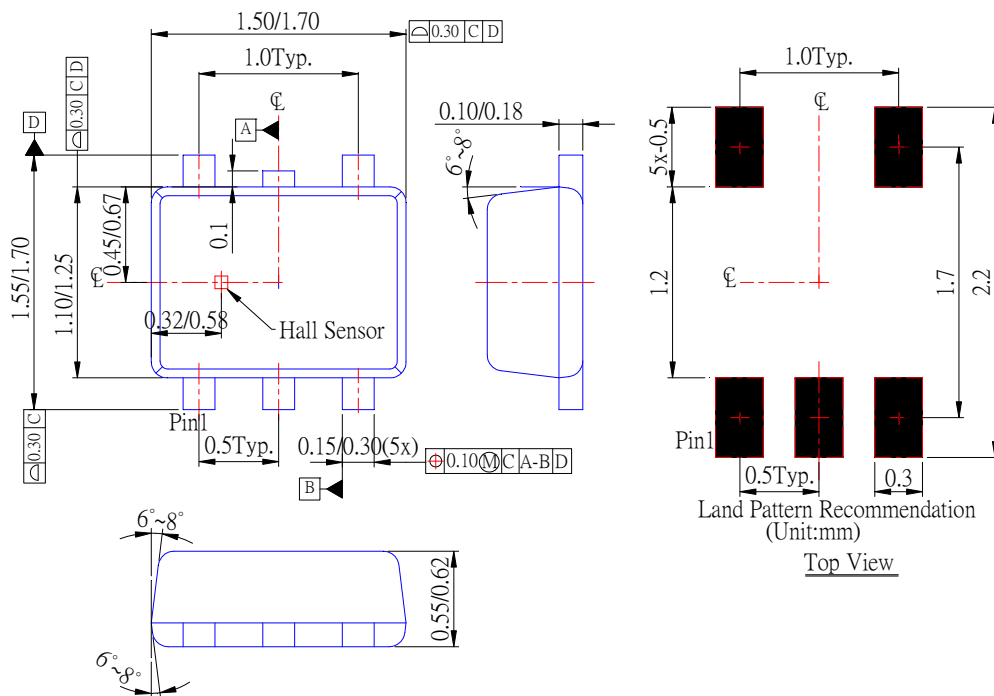 1.50/1.70
⌓ 0.30 C D
1.0Typ.
℄
A
⌓ 0.30 C D
D
0.10/0.18
6°~8°
1.55/1.70
1.10/1.25
0.45/0.67
0.1
℄
0.32/0.58
Hall Sensor
Pin1
⌓ 0.30 C
0.5Typ.
0.15/0.30(5x)
⌖ 0.10 Ⓜ C A-B D
B
6°~8°
0.55/0.62
6°~8°
1.0Typ.
℄
5x-0.5
1.2
℄
1.7
2.2
Pin1
0.5Typ.
0.3
Land Pattern Recommendation
(Unit:mm)
Top View